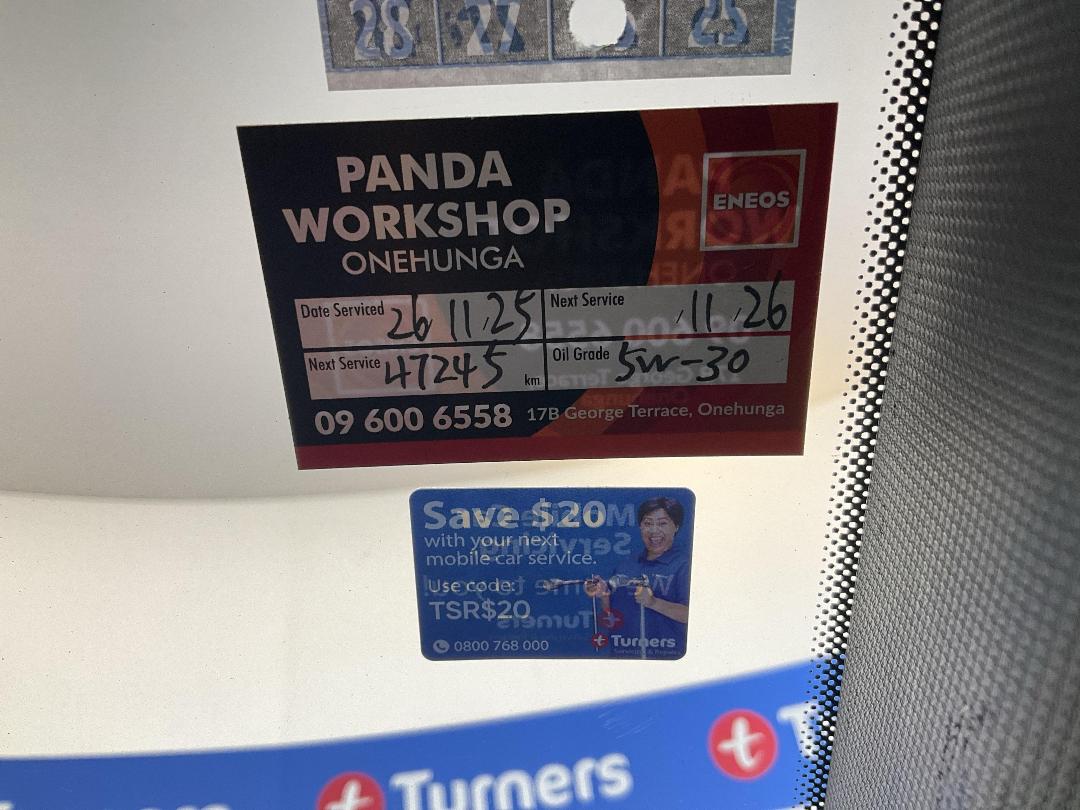 28 27 25
PANDA
WORKSHOP
ONEHUNGA
ENEOS
Date Serviced 26 11.25 Next Service .11.26
Next Service 47245 km Oil Grade 5W-30
09 600 6558 17B George Terrace, Onehunga
Save $20
with your next
mobile car service.
Use code:
TSR$20
0800 768 000
Turners
Turners